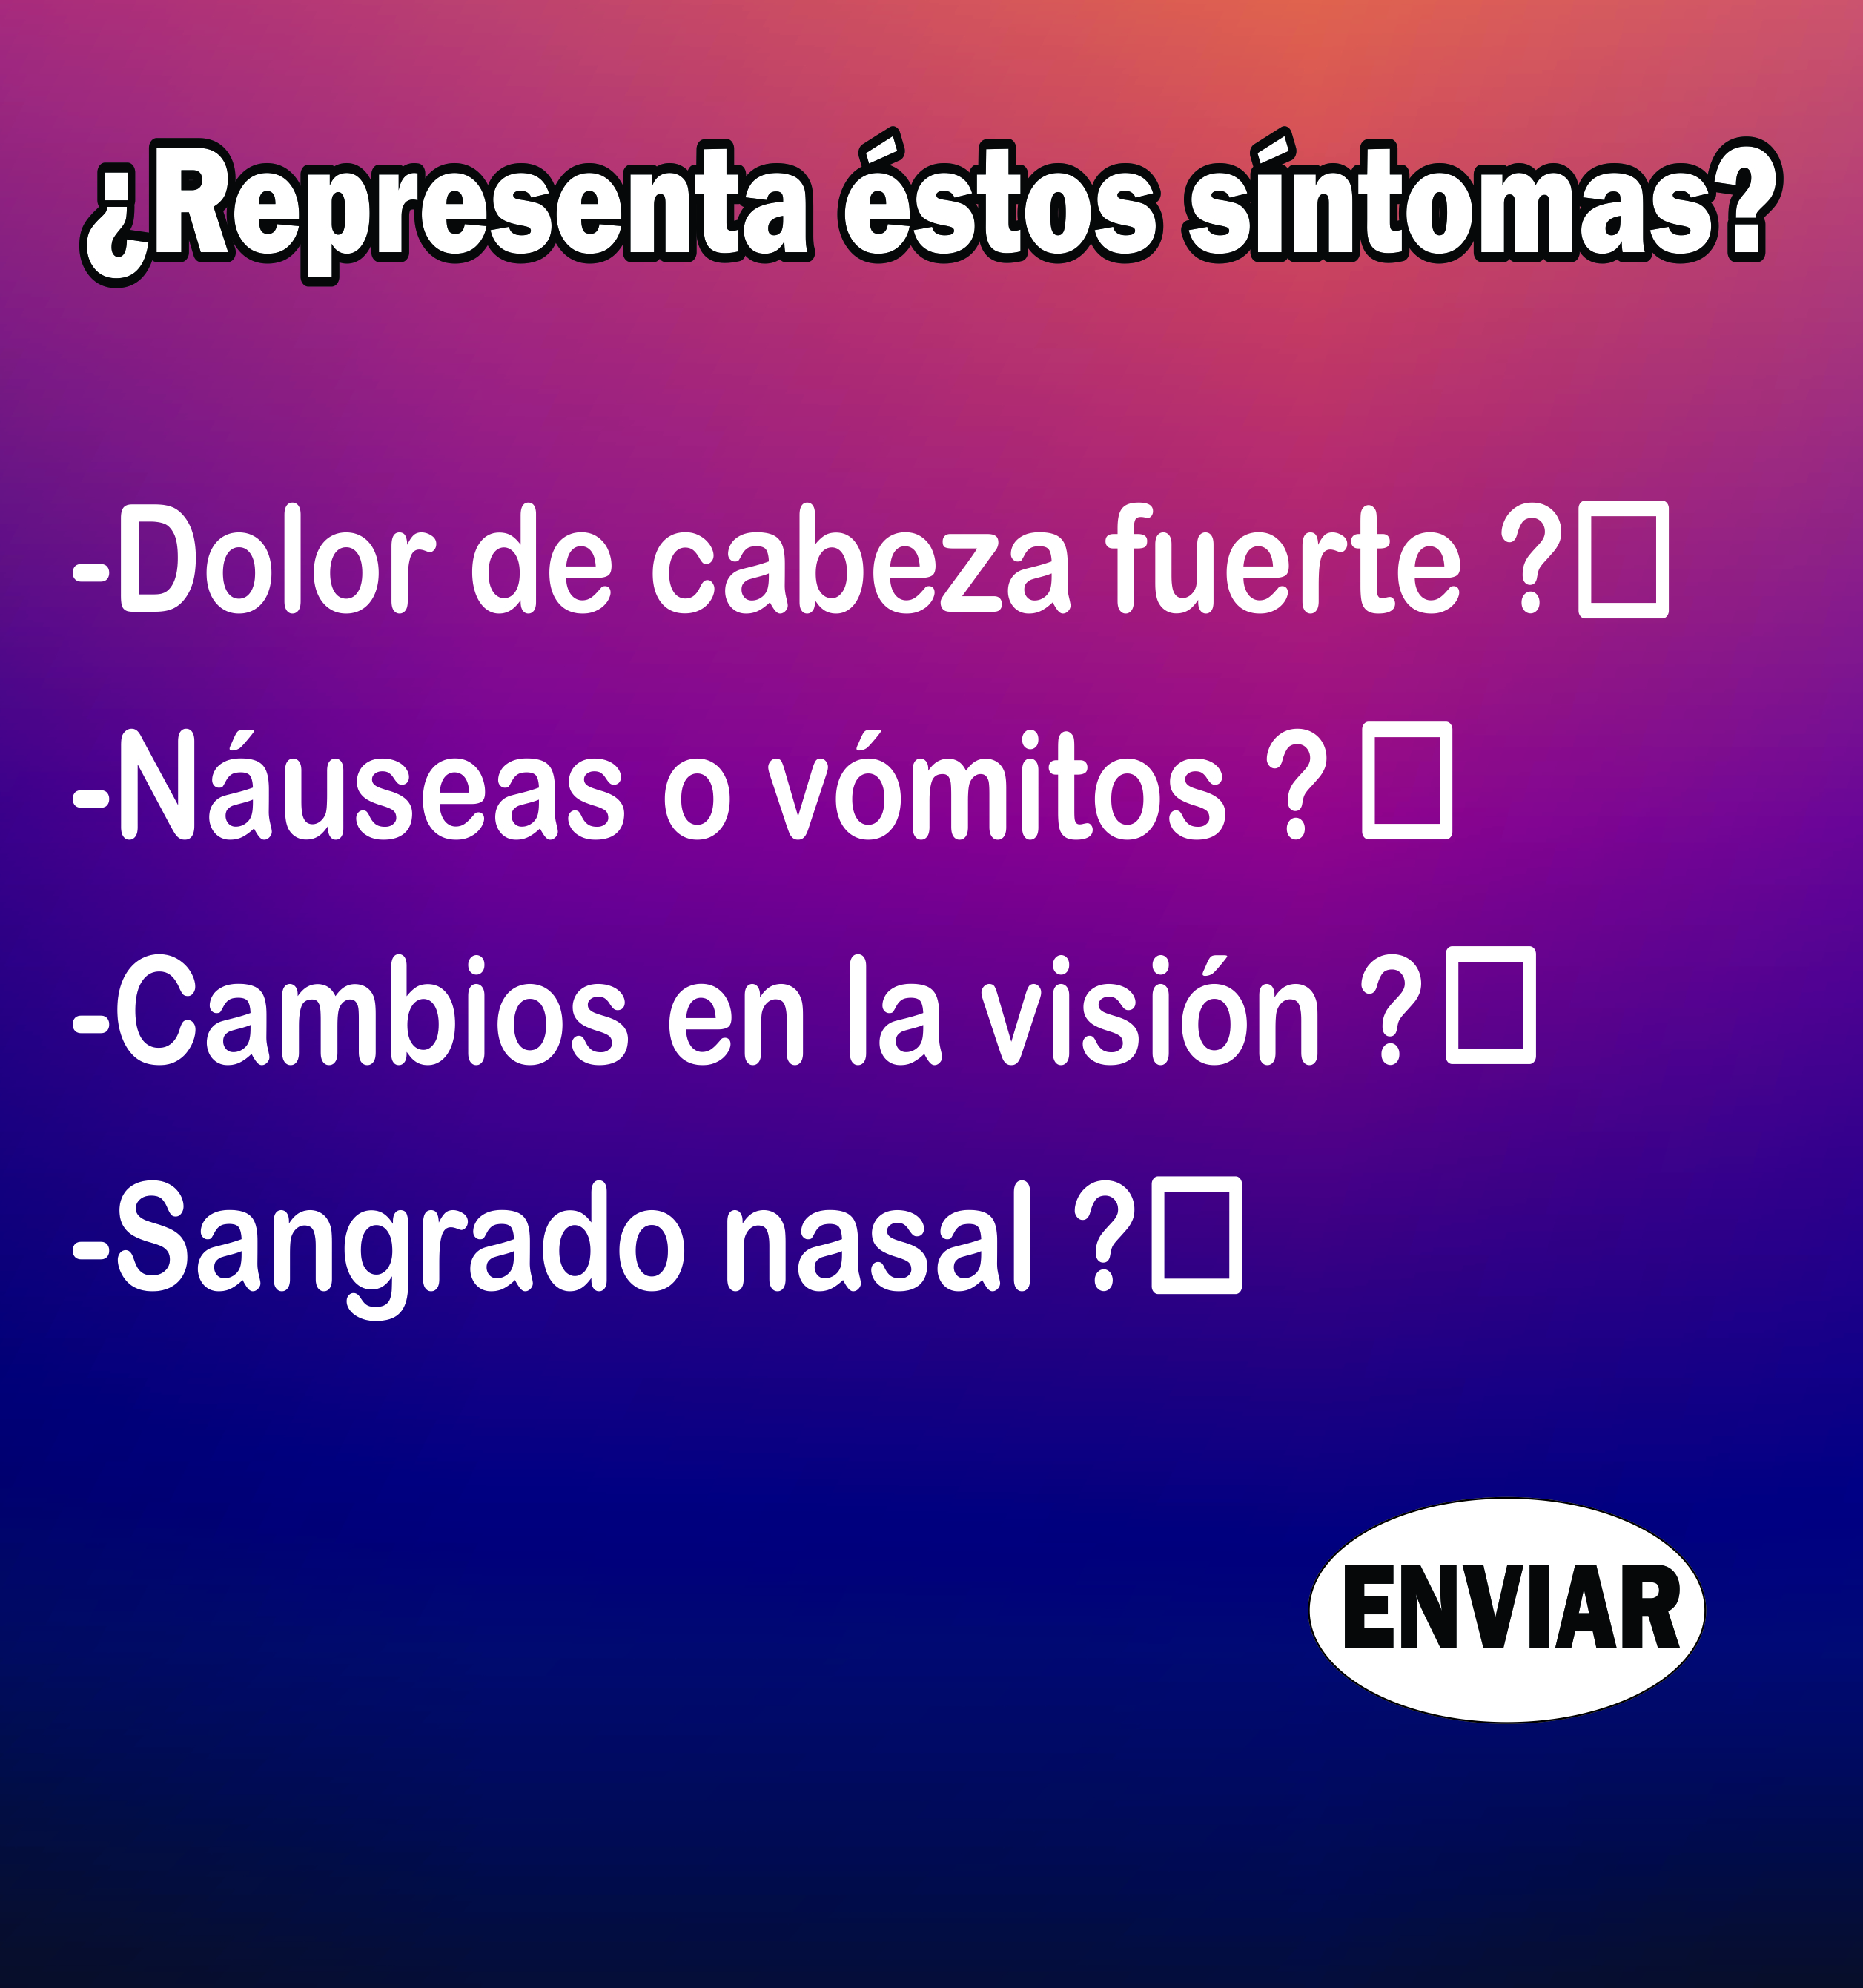 ¿Representa éstos síntomas?
-Dolor de cabeza fuerte ?□
-Náuseas o vómitos ? □
-Cambios en la visión ?□
-Sangrado nasal ?□
ENVIAR